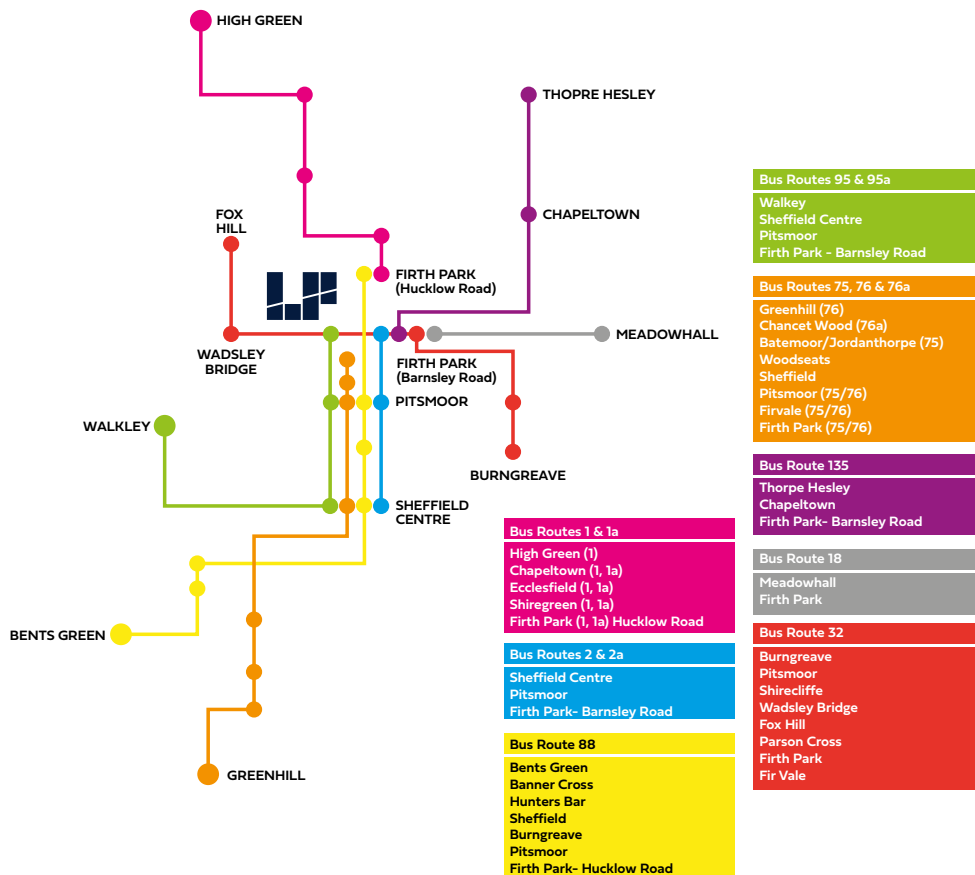 HIGH GREEN
THOPRE HESLEY
CHAPELTOWN
FOX
HILL
LP
FIRTH PARK
(Hucklow Road)
MEADOWHALL
WADSLEY
BRIDGE
FIRTH PARK
(Barnsley Road)
PITSMOOR
WALKLEY
BURNGREAVE
SHEFFIELD
CENTRE
BENTS GREEN
GREENHILL
Bus Routes 1 & 1a
High Green (1)
Chapeltown (1, 1a)
Ecclesfield (1, 1a)
Shiregreen (1, 1a)
Firth Park (1, 1a) Hucklow Road
Bus Routes 2 & 2a
Sheffield Centre
Pitsmoor
Firth Park- Barnsley Road
Bus Route 88
Bents Green
Banner Cross
Hunters Bar
Sheffield
Burngreave
Pitsmoor
Firth Park- Hucklow Road
Bus Routes 95 & 95a
Walkey
Sheffield Centre
Pitsmoor
Firth Park - Barnsley Road
Bus Routes 75, 76 & 76a
Greenhill (76)
Chancet Wood (76a)
Batemoor/Jordanthorpe (75)
Woodseats
Sheffield
Pitsmoor (75/76)
Firvale (75/76)
Firth Park (75/76)
Bus Route 135
Thorpe Hesley
Chapeltown
Firth Park- Barnsley Road
Bus Route 18
Meadowhall
Firth Park
Bus Route 32
Burngreave
Pitsmoor
Shirecliffe
Wadsley Bridge
Fox Hill
Parson Cross
Firth Park
Fir Vale